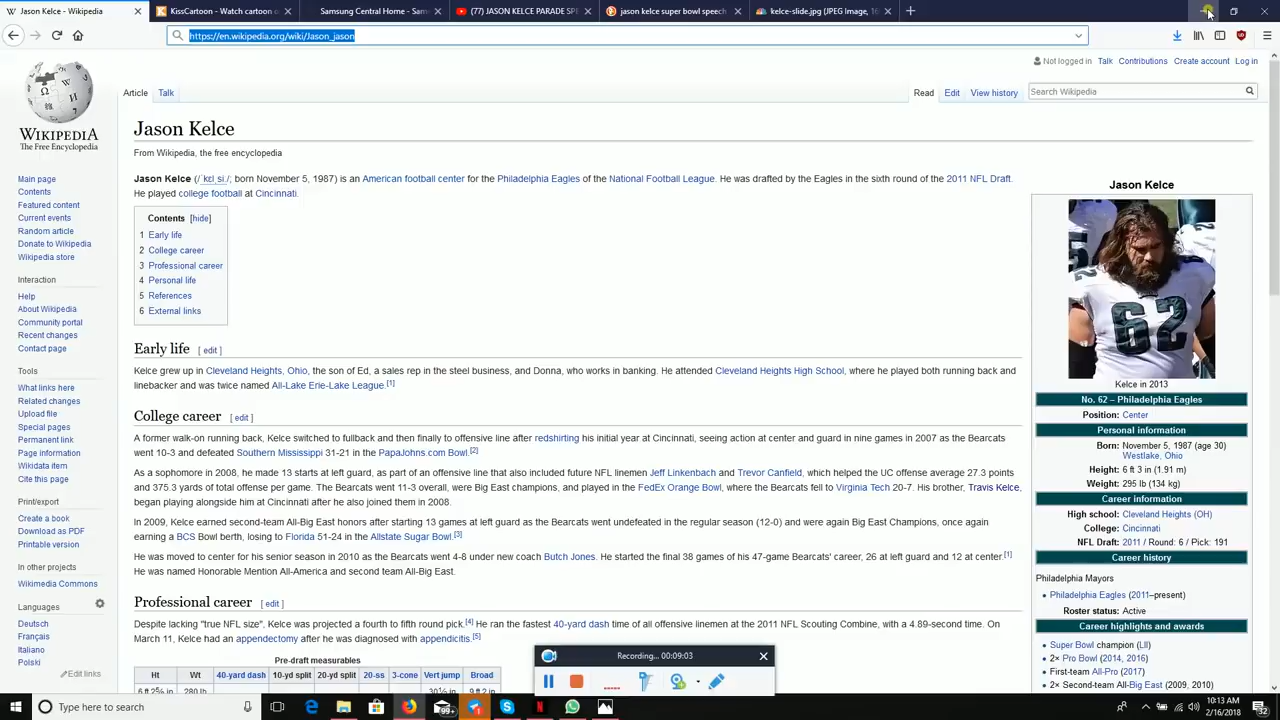 Jason Kelce - Wikipedia
KissCartoon - Watch cartoon o
Samsung Central Home - Sams
(77) JASON KELCE PARADE SPE
jason kelce super bowl speech
kelce-slide.jpg (JPEG Image, 16
https://en.wikipedia.org/wiki/Jason_jason
Not logged in Talk Contributions Create account Log in
Article Talk Read Edit View history Search Wikipedia
WIKIPEDIA
The Free Encyclopedia
Main page
Contents
Featured content
Current events
Random article
Donate to Wikipedia
Wikipedia store
Interaction
Help
About Wikipedia
Community portal
Recent changes
Contact page
Tools
What links here
Related changes
Upload file
Special pages
Permanent link
Page information
Wikidata item
Cite this page
Print/export
Create a book
Download as PDF
Printable version
In other projects
Wikimedia Commons
Languages
Deutsch
Français
Italiano
Polski
Edit links
Jason Kelce
From Wikipedia, the free encyclopedia
Jason Kelce (/ˈkɛlˌsi./; born November 5, 1987) is an American football center for the Philadelphia Eagles of the National Football League. He was drafted by the Eagles in the sixth round of the 2011 NFL Draft.
He played college football at Cincinnati.
Contents [hide]
1 Early life
2 College career
3 Professional career
4 Personal life
5 References
6 External links
Early life [ edit ]
Kelce grew up in Cleveland Heights, Ohio, the son of Ed, a sales rep in the steel business, and Donna, who works in banking. He attended Cleveland Heights High School, where he played both running back and
linebacker and was twice named All-Lake Erie-Lake League.[1]
College career [ edit ]
A former walk-on running back, Kelce switched to fullback and then finally to offensive line after redshirting his initial year at Cincinnati, seeing action at center and guard in nine games in 2007 as the Bearcats
went 10-3 and defeated Southern Mississippi 31-21 in the PapaJohns.com Bowl.[2]
As a sophomore in 2008, he made 13 starts at left guard, as part of an offensive line that also included future NFL linemen Jeff Linkenbach and Trevor Canfield, which helped the UC offense average 27.3 points
and 375.3 yards of total offense per game. The Bearcats went 11-3 overall, were Big East champions, and played in the FedEx Orange Bowl, where the Bearcats fell to Virginia Tech 20-7. His brother, Travis Kelce,
began playing alongside him at Cincinnati after he also joined them in 2008.
In 2009, Kelce earned second-team All-Big East honors after starting 13 games at left guard as the Bearcats went undefeated in the regular season (12-0) and were again Big East Champions, once again
earning a BCS Bowl berth, losing to Florida 51-24 in the Allstate Sugar Bowl.[3]
He was moved to center for his senior season in 2010 as the Bearcats went 4-8 under new coach Butch Jones. He started the final 38 games of his 47-game Bearcats' career, 26 at left guard and 12 at center.[1]
He was named Honorable Mention All-America and second team All-Big East.
Professional career [ edit ]
Despite lacking "true NFL size", Kelce was projected a fourth to fifth round pick.[4] He ran the fastest 40-yard dash time of all offensive linemen at the 2011 NFL Scouting Combine, with a 4.89-second time. On
March 11, Kelce had an appendectomy after he was diagnosed with appendicitis.[5]
Pre-draft measurables
Ht Wt 40-yard dash 10-yd split 20-yd split 20-ss 3-cone Vert jump Broad
280 lb
Jason Kelce
62
Kelce in 2013
No. 62 – Philadelphia Eagles
Position: Center
Personal information
Born: November 5, 1987 (age 30)
Westlake, Ohio
Height: 6 ft 3 in (1.91 m)
Weight: 295 lb (134 kg)
Career information
High school: Cleveland Heights (OH)
College: Cincinnati
NFL Draft: 2011 / Round: 6 / Pick: 191
Career history
Philadelphia Mayors
• Philadelphia Eagles (2011–present)
Roster status: Active
Career highlights and awards
• Super Bowl champion (LII)
• 2× Pro Bowl (2014, 2016)
• First-team All-Pro (2017)
• 2× Second-team All-Big East (2009, 2010)
Recording... 00:09:03
Type here to search
10:13 AM
2/16/2018
32